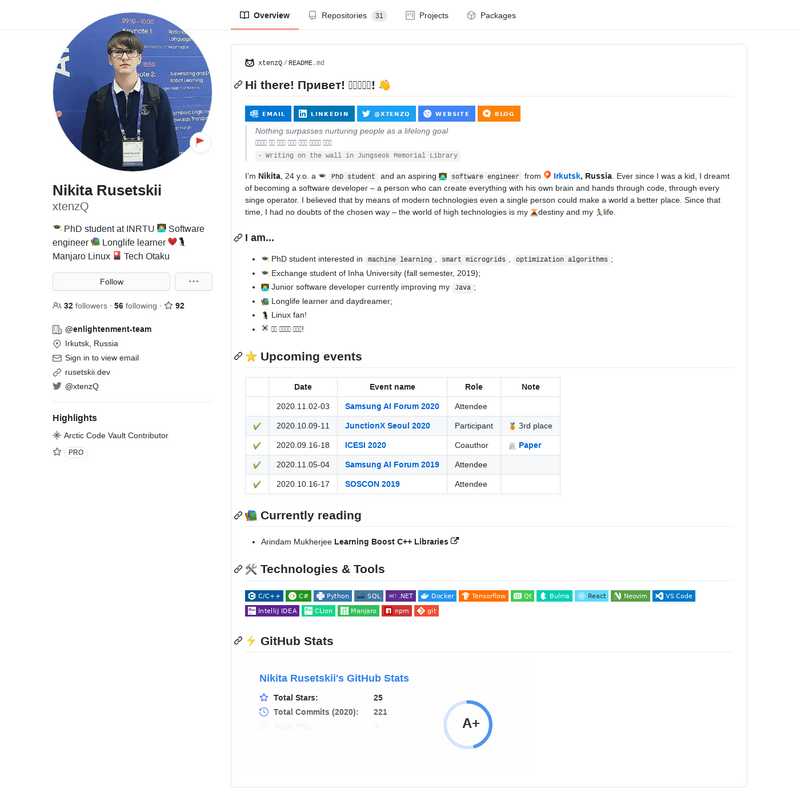 Overview
Repositories 31
Projects
Packages
xtenzQ/README.md
Hi there! Привет!
EMAIL
LINKEDIN
@XTENZQ
WEBSITE
BLOG
Nothing surpasses nurturing people as a lifelong goal
- Writing on the wall in Jungseok Memorial Library
I'm Nikita, 24 y.o. a PhD student and an aspiring software engineer from Irkutsk, Russia. Ever since I was a kid, I dreamt
of becoming a software developer – a person who can create everything with his own brain and hands through code, through every
singe operator. I believed that by means of modern technologies even a single person could make a world a better place. Since that
time, I had no doubts of the chosen way – the world of high technologies is my destiny and my life.
I am...
PhD student interested in machine learning, smart microgrids, optimization algorithms;
Exchange student of Inha University (fall semester, 2019);
Junior software developer currently improving my Java;
Longlife learner and daydreamer;
Linux fan!
Upcoming events
Date Event name Role Note
2020.11.02-03 Samsung AI Forum 2020 Attendee
2020.10.09-11 JunctionX Seoul 2020 Participant 3rd place
2020.09.16-18 ICESI 2020 Coauthor Paper
2020.11.05-04 Samsung AI Forum 2019 Attendee
2020.10.16-17 SOSCON 2019 Attendee
Currently reading
Arindam Mukherjee Learning Boost C++ Libraries
Technologies & Tools
C/C++ C# Python SQL .NET Docker Tensorflow Qt Bulma React Neovim VS Code
IntelliJ IDEA CLion Manjaro npm git
GitHub Stats
Nikita Rusetskii's GitHub Stats
Total Stars: 25
Total Commits (2020): 221
A+
Nikita Rusetskii
xtenzQ
PhD student at INRTU Software
engineer Longlife learner
Manjaro Linux Tech Otaku
Follow
32 followers · 56 following · 92
@enlightenment-team
Irkutsk, Russia
Sign in to view email
rusetskii.dev
@xtenzQ
Highlights
Arctic Code Vault Contributor
PRO